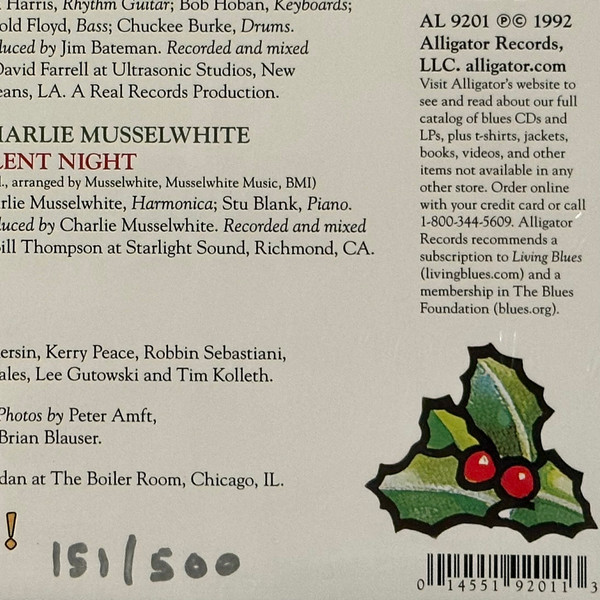 Harris, Rhythm Guitar; Bob Hoban, Keyboards;
old Floyd, Bass; Chuckee Burke, Drums.
duced by Jim Bateman. Recorded and mixed
David Farrell at Ultrasonic Studios, New
eans, LA. A Real Records Production.
HARLIE MUSSELWHITE
LENT NIGHT
., arranged by Musselwhite, Musselwhite Music, BMI)
rlie Musselwhite, Harmonica; Stu Blank, Piano.
duced by Charlie Musselwhite. Recorded and mixed
Bill Thompson at Starlight Sound, Richmond, CA.
ersin, Kerry Peace, Robbin Sebastiani,
ales, Lee Gutowski and Tim Kolleth.
Photos by Peter Amft,
Brian Blauser.
dan at The Boiler Room, Chicago, IL.
!
151/500
AL 9201 ℗© 1992
Alligator Records,
LLC. alligator.com
Visit Alligator's website to
see and read about our full
catalog of blues CDs and
LPs, plus t-shirts, jackets,
books, videos, and other
items not available in any
other store. Order online
with your credit card or call
1-800-344-5609. Alligator
Records recommends a
subscription to Living Blues
(livingblues.com) and a
membership in The Blues
Foundation (blues.org).
0 14551 92011 3